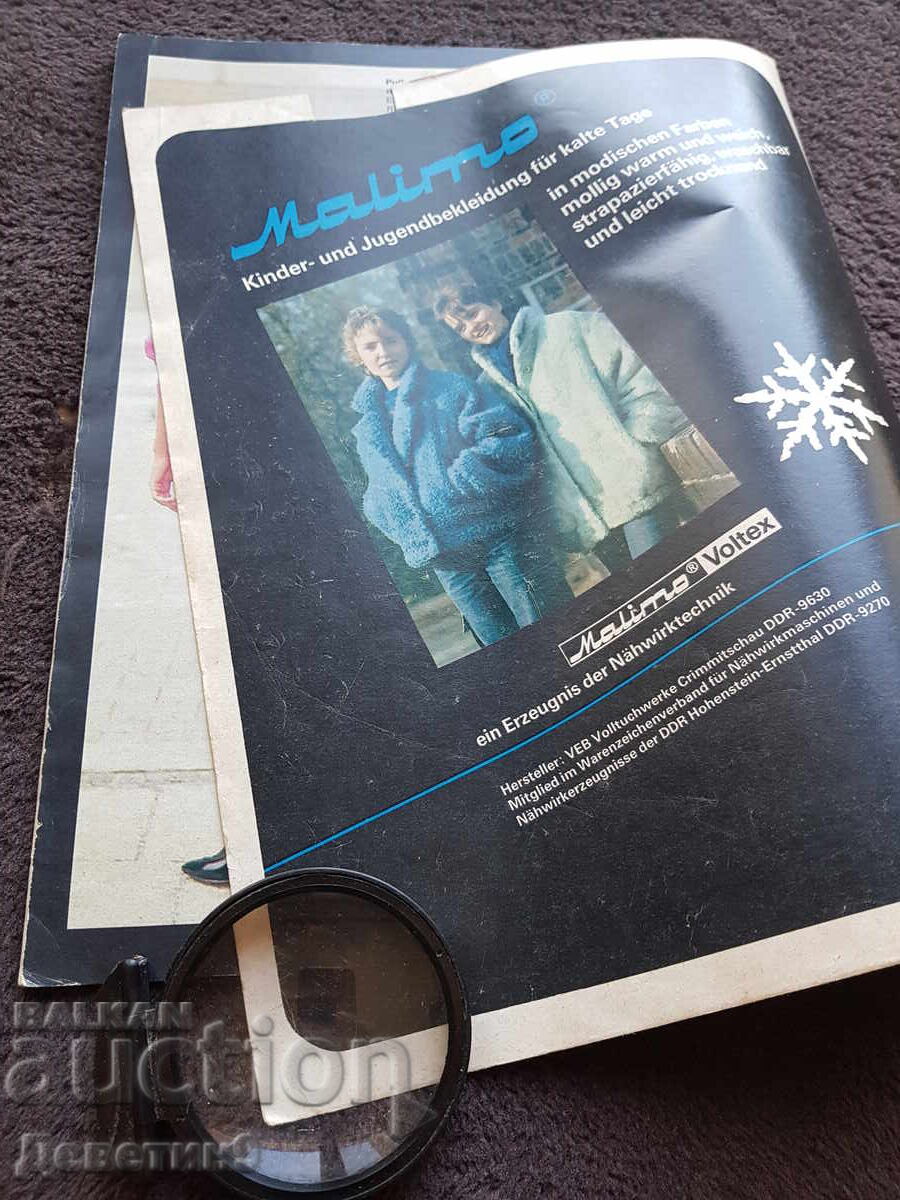 Malimo®
Kinder- und Jugendbekleidung für kalte Tage
in modischen Farben
mollig warm und weich,
strapazierfähig, waschbar
und leicht trocknend
Malimo® Voltex
ein Erzeugnis der Nähwirktechnik
Hersteller: VEB Volltuchwerke Crimmitschau DDR-9630
Mitglied im Warenzeichenverband für Nähwirkmaschinen und
Nähwirkerzeugnisse der DDR Hohenstein-Ernstthal DDR-9270
BALKAN
auction
Деветин